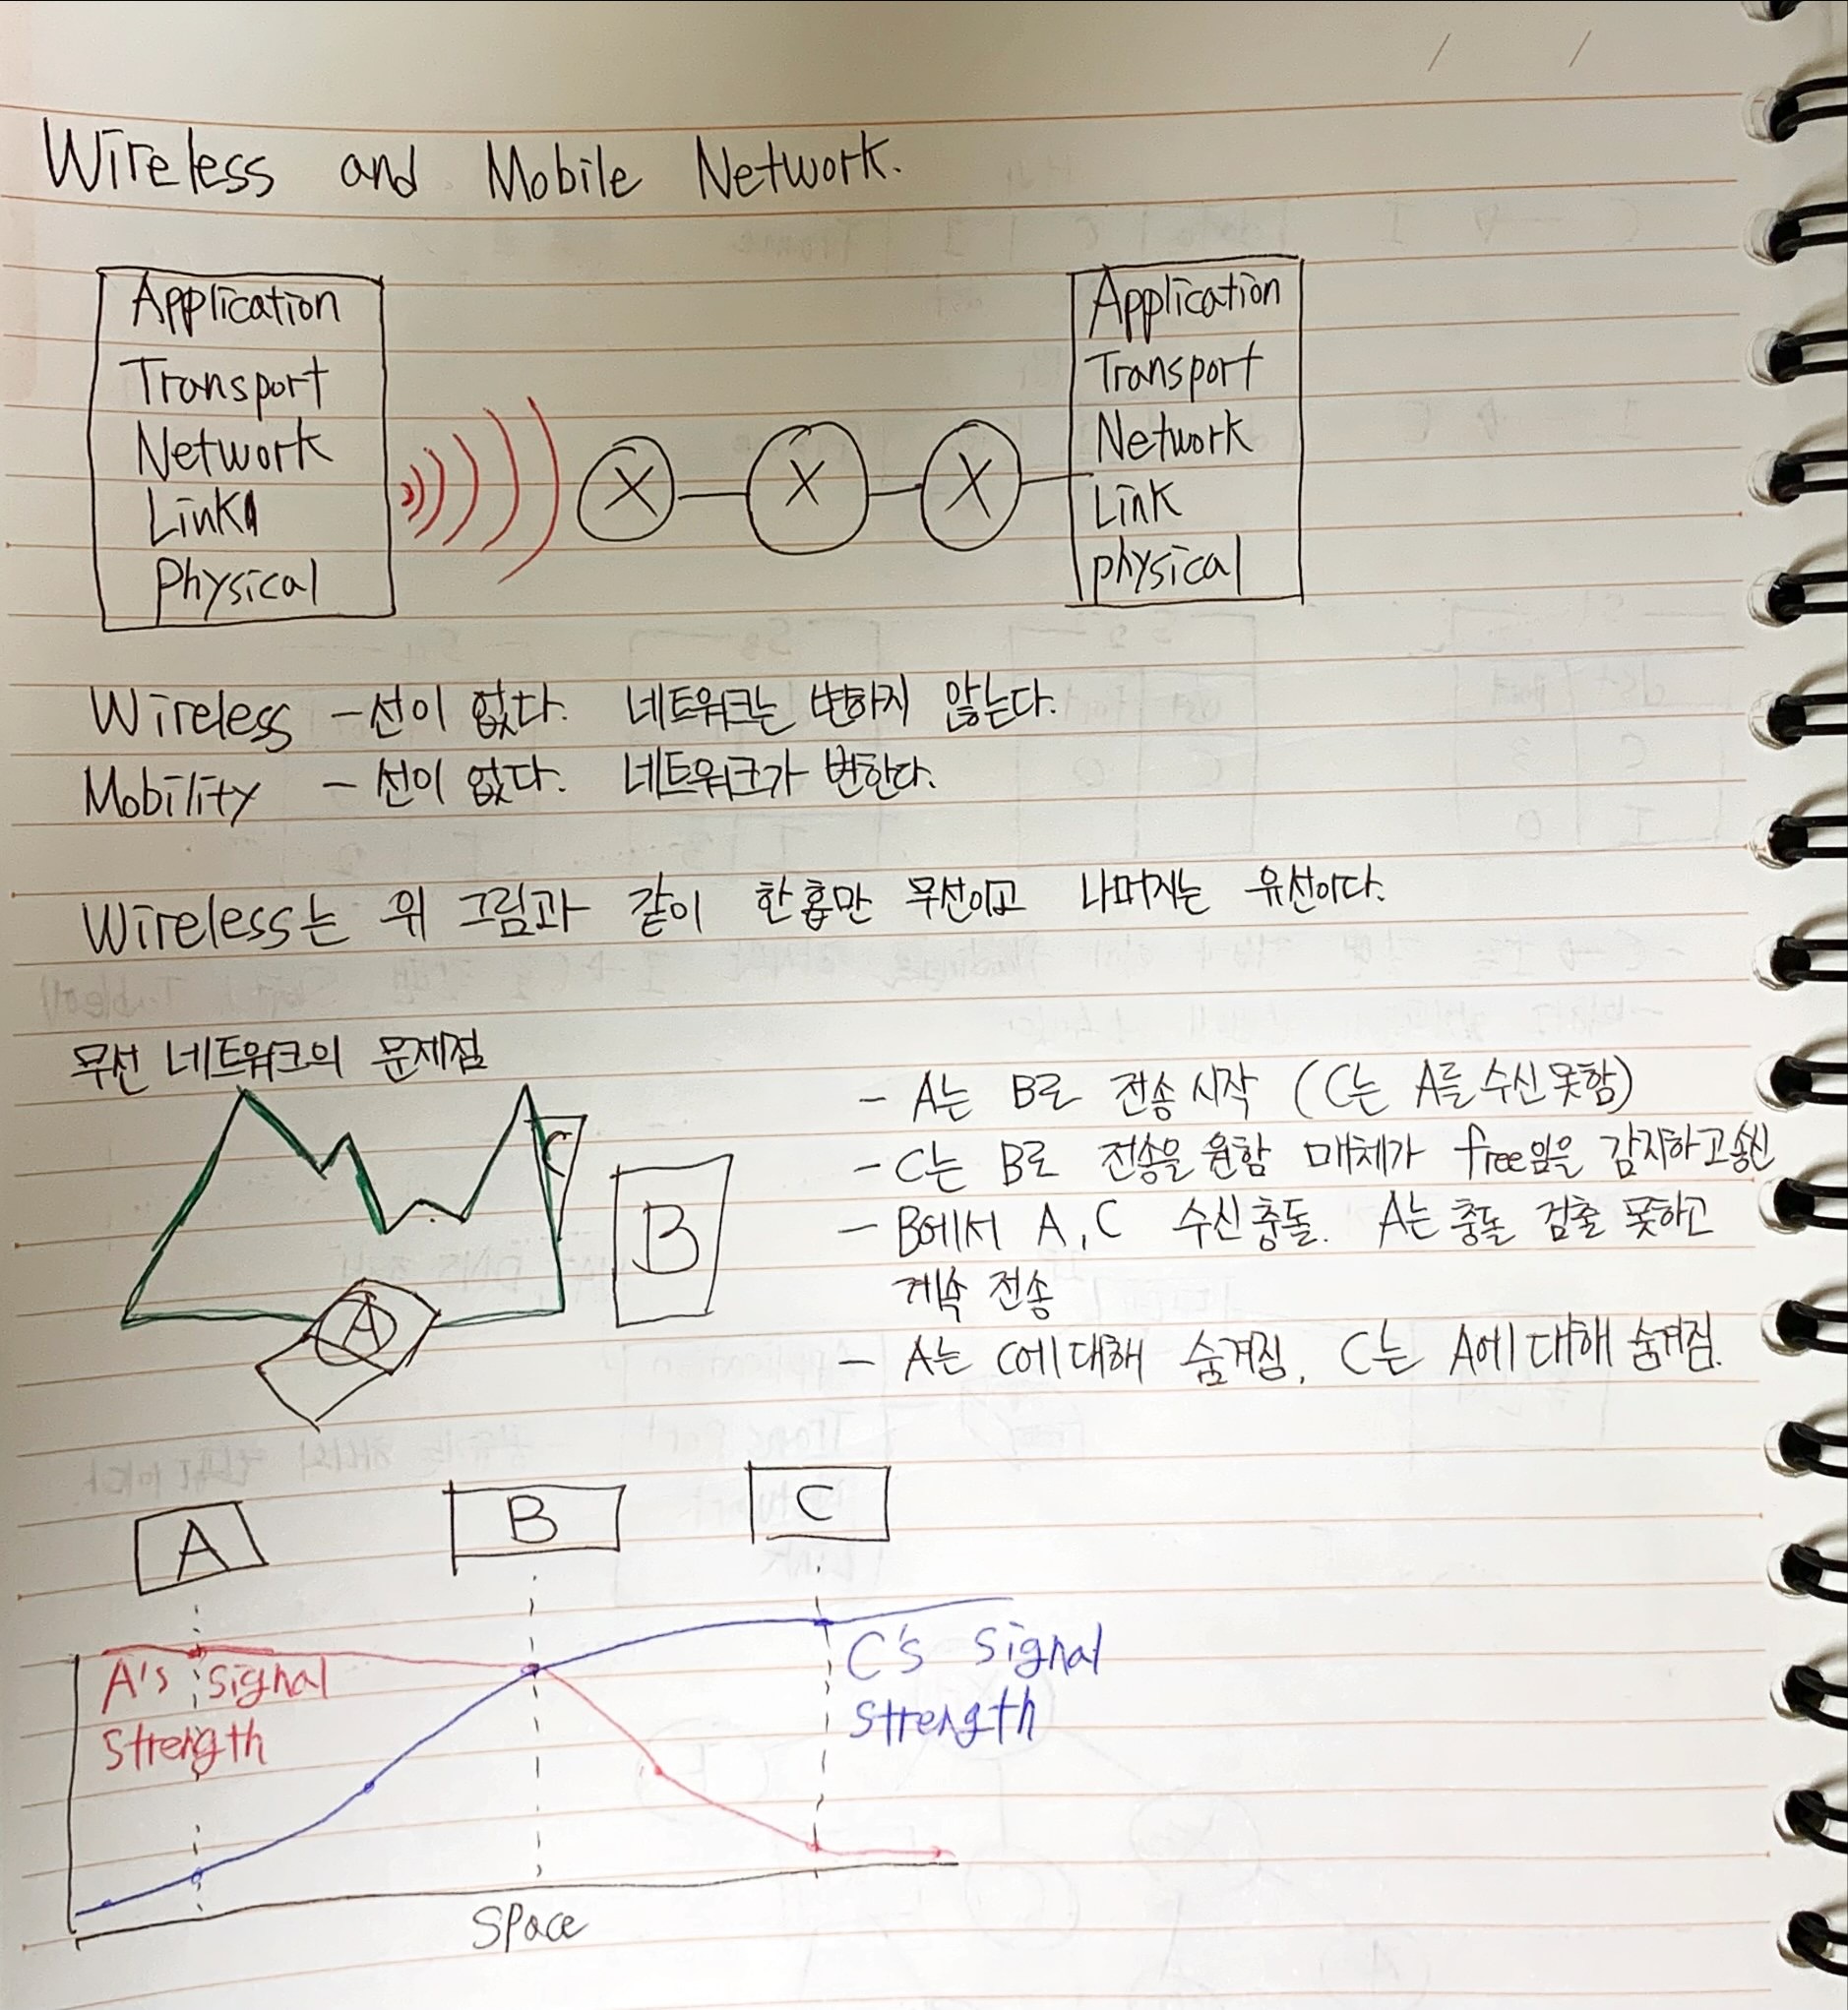 Wireless and Mobile Network.
Application
Transport
Network
Link
Physical
X
X
X
Application
Transport
Network
Link
physical
Wireless - 선이 없다. 네트워크는 변하지 않는다.
Mobility - 선이 없다. 네트워크가 변한다.
Wireless는 위 그림과 같이 한 홉만 무선이고 나머지는 유선이다.
무선 네트워크의 문제점
C
B
A
- A는 B로 전송 시작 (C는 A를 수신 못함)
- C는 B로 전송을 원함 매체가 free임을 감지하고 송신
- B에서 A, C 수신 충돌. A는 충돌 검출 못하고
계속 전송
- A는 C에 대해 숨겨짐, C는 A에 대해 숨겨짐.
A
B
C
A's signal
strength
C's signal
strength
Space